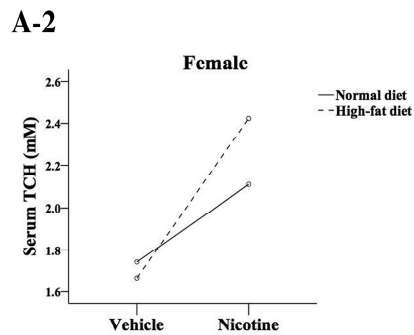 A-2
Female
Normal diet
High-fat diet
Serum TCH (mM)
2.6
2.4
2.2
2.0
1.8
1.6
Vehicle
Nicotine